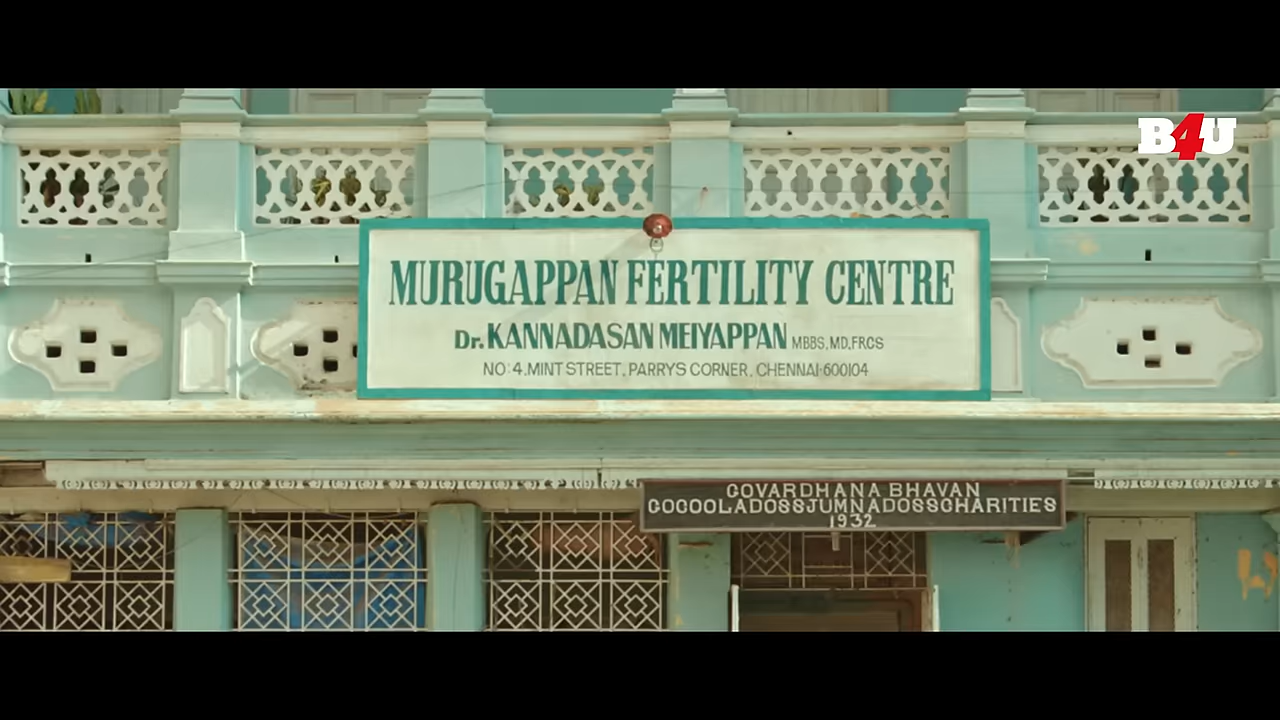 B4U
MURUGAPPAN FERTILITY CENTRE
Dr. KANNADASAN MEIYAPPAN MBBS, MD, FRCS
NO: 4, MINT STREET, PARRYS CORNER, CHENNAI-600104
GOVARDHANA BHAVAN
GOCOOLADOSSJUMNADOSSCHARITIES
1932